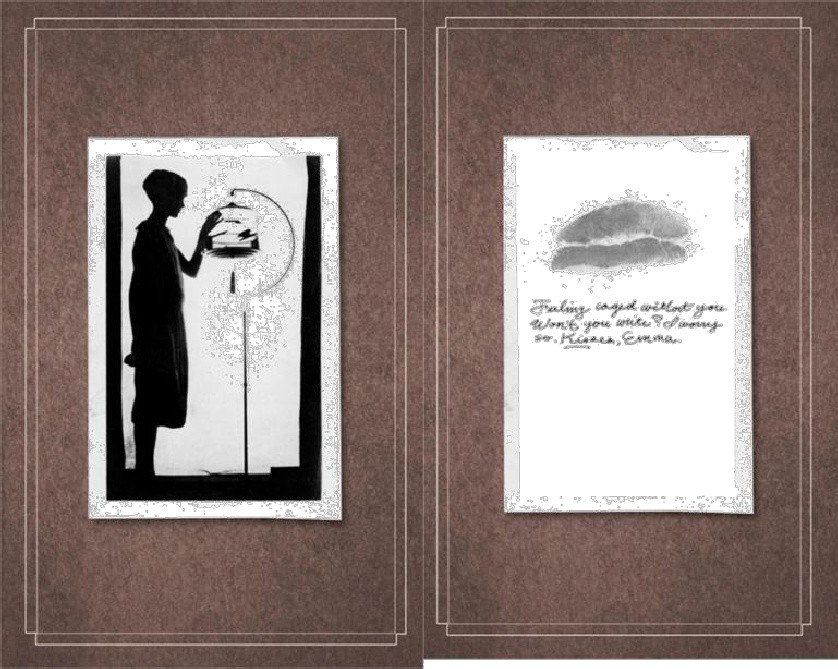 Feeling caged without you
Won't you write? I worry
so. Kisses, Emma.